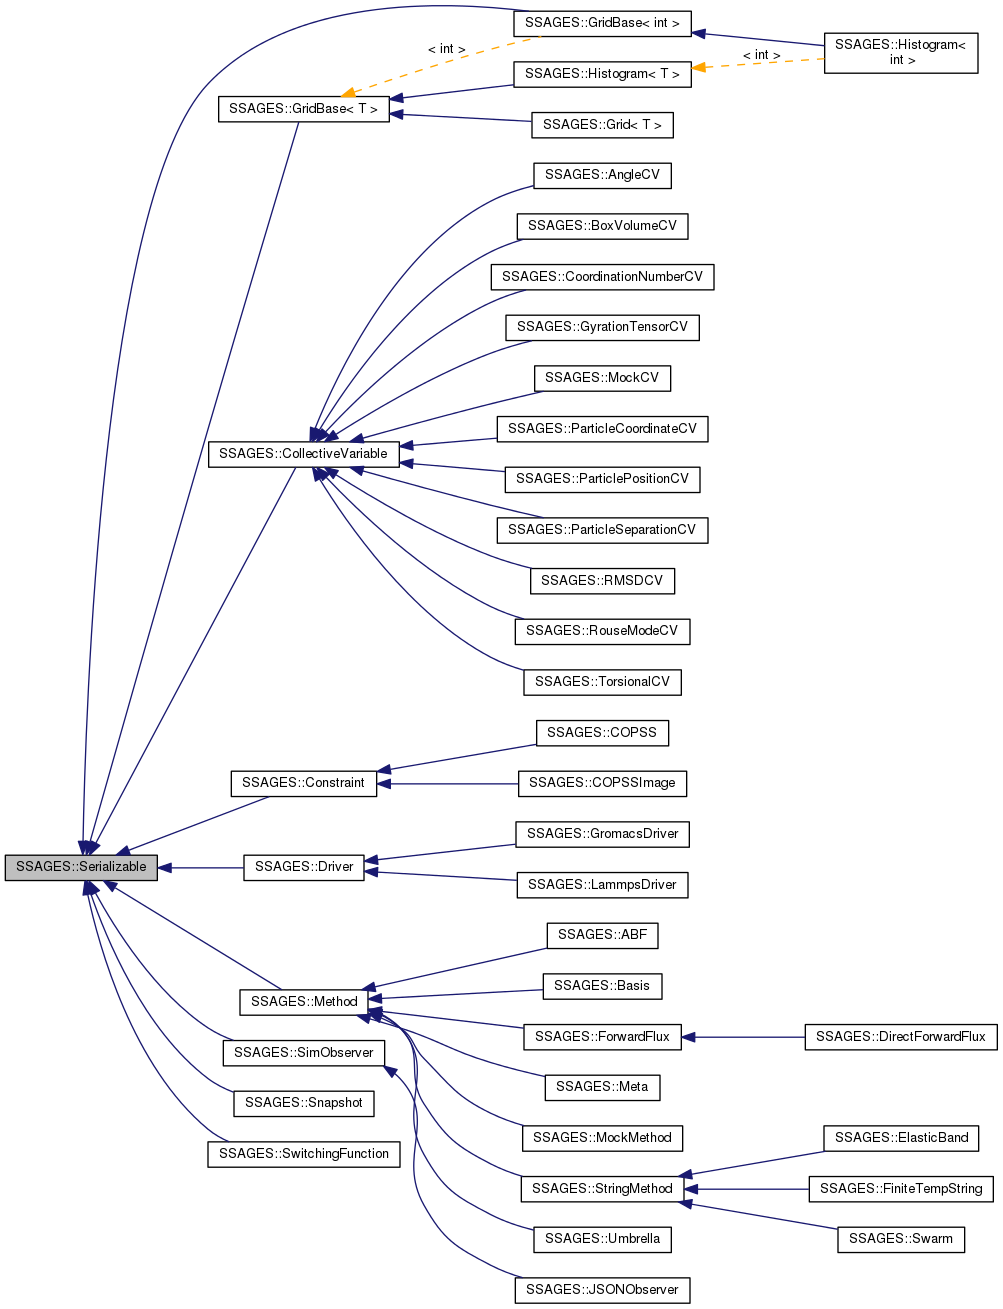 SSAGES::GridBase< int >
SSAGES::Histogram<
int >
< int >
< int >
SSAGES::Histogram< T >
SSAGES::GridBase< T >
SSAGES::Grid< T >
SSAGES::AngleCV
SSAGES::BoxVolumeCV
SSAGES::CoordinationNumberCV
SSAGES::GyrationTensorCV
SSAGES::MockCV
SSAGES::ParticleCoordinateCV
SSAGES::CollectiveVariable
SSAGES::ParticlePositionCV
SSAGES::ParticleSeparationCV
SSAGES::RMSDCV
SSAGES::RouseModeCV
SSAGES::TorsionalCV
SSAGES::COPSS
SSAGES::Constraint
SSAGES::COPSSImage
SSAGES::GromacsDriver
SSAGES::Serializable
SSAGES::Driver
SSAGES::LammpsDriver
SSAGES::ABF
SSAGES::Basis
SSAGES::Method
SSAGES::ForwardFlux
SSAGES::DirectForwardFlux
SSAGES::SimObserver
SSAGES::Meta
SSAGES::Snapshot
SSAGES::MockMethod
SSAGES::ElasticBand
SSAGES::SwitchingFunction
SSAGES::StringMethod
SSAGES::FiniteTempString
SSAGES::Umbrella
SSAGES::Swarm
SSAGES::JSONObserver